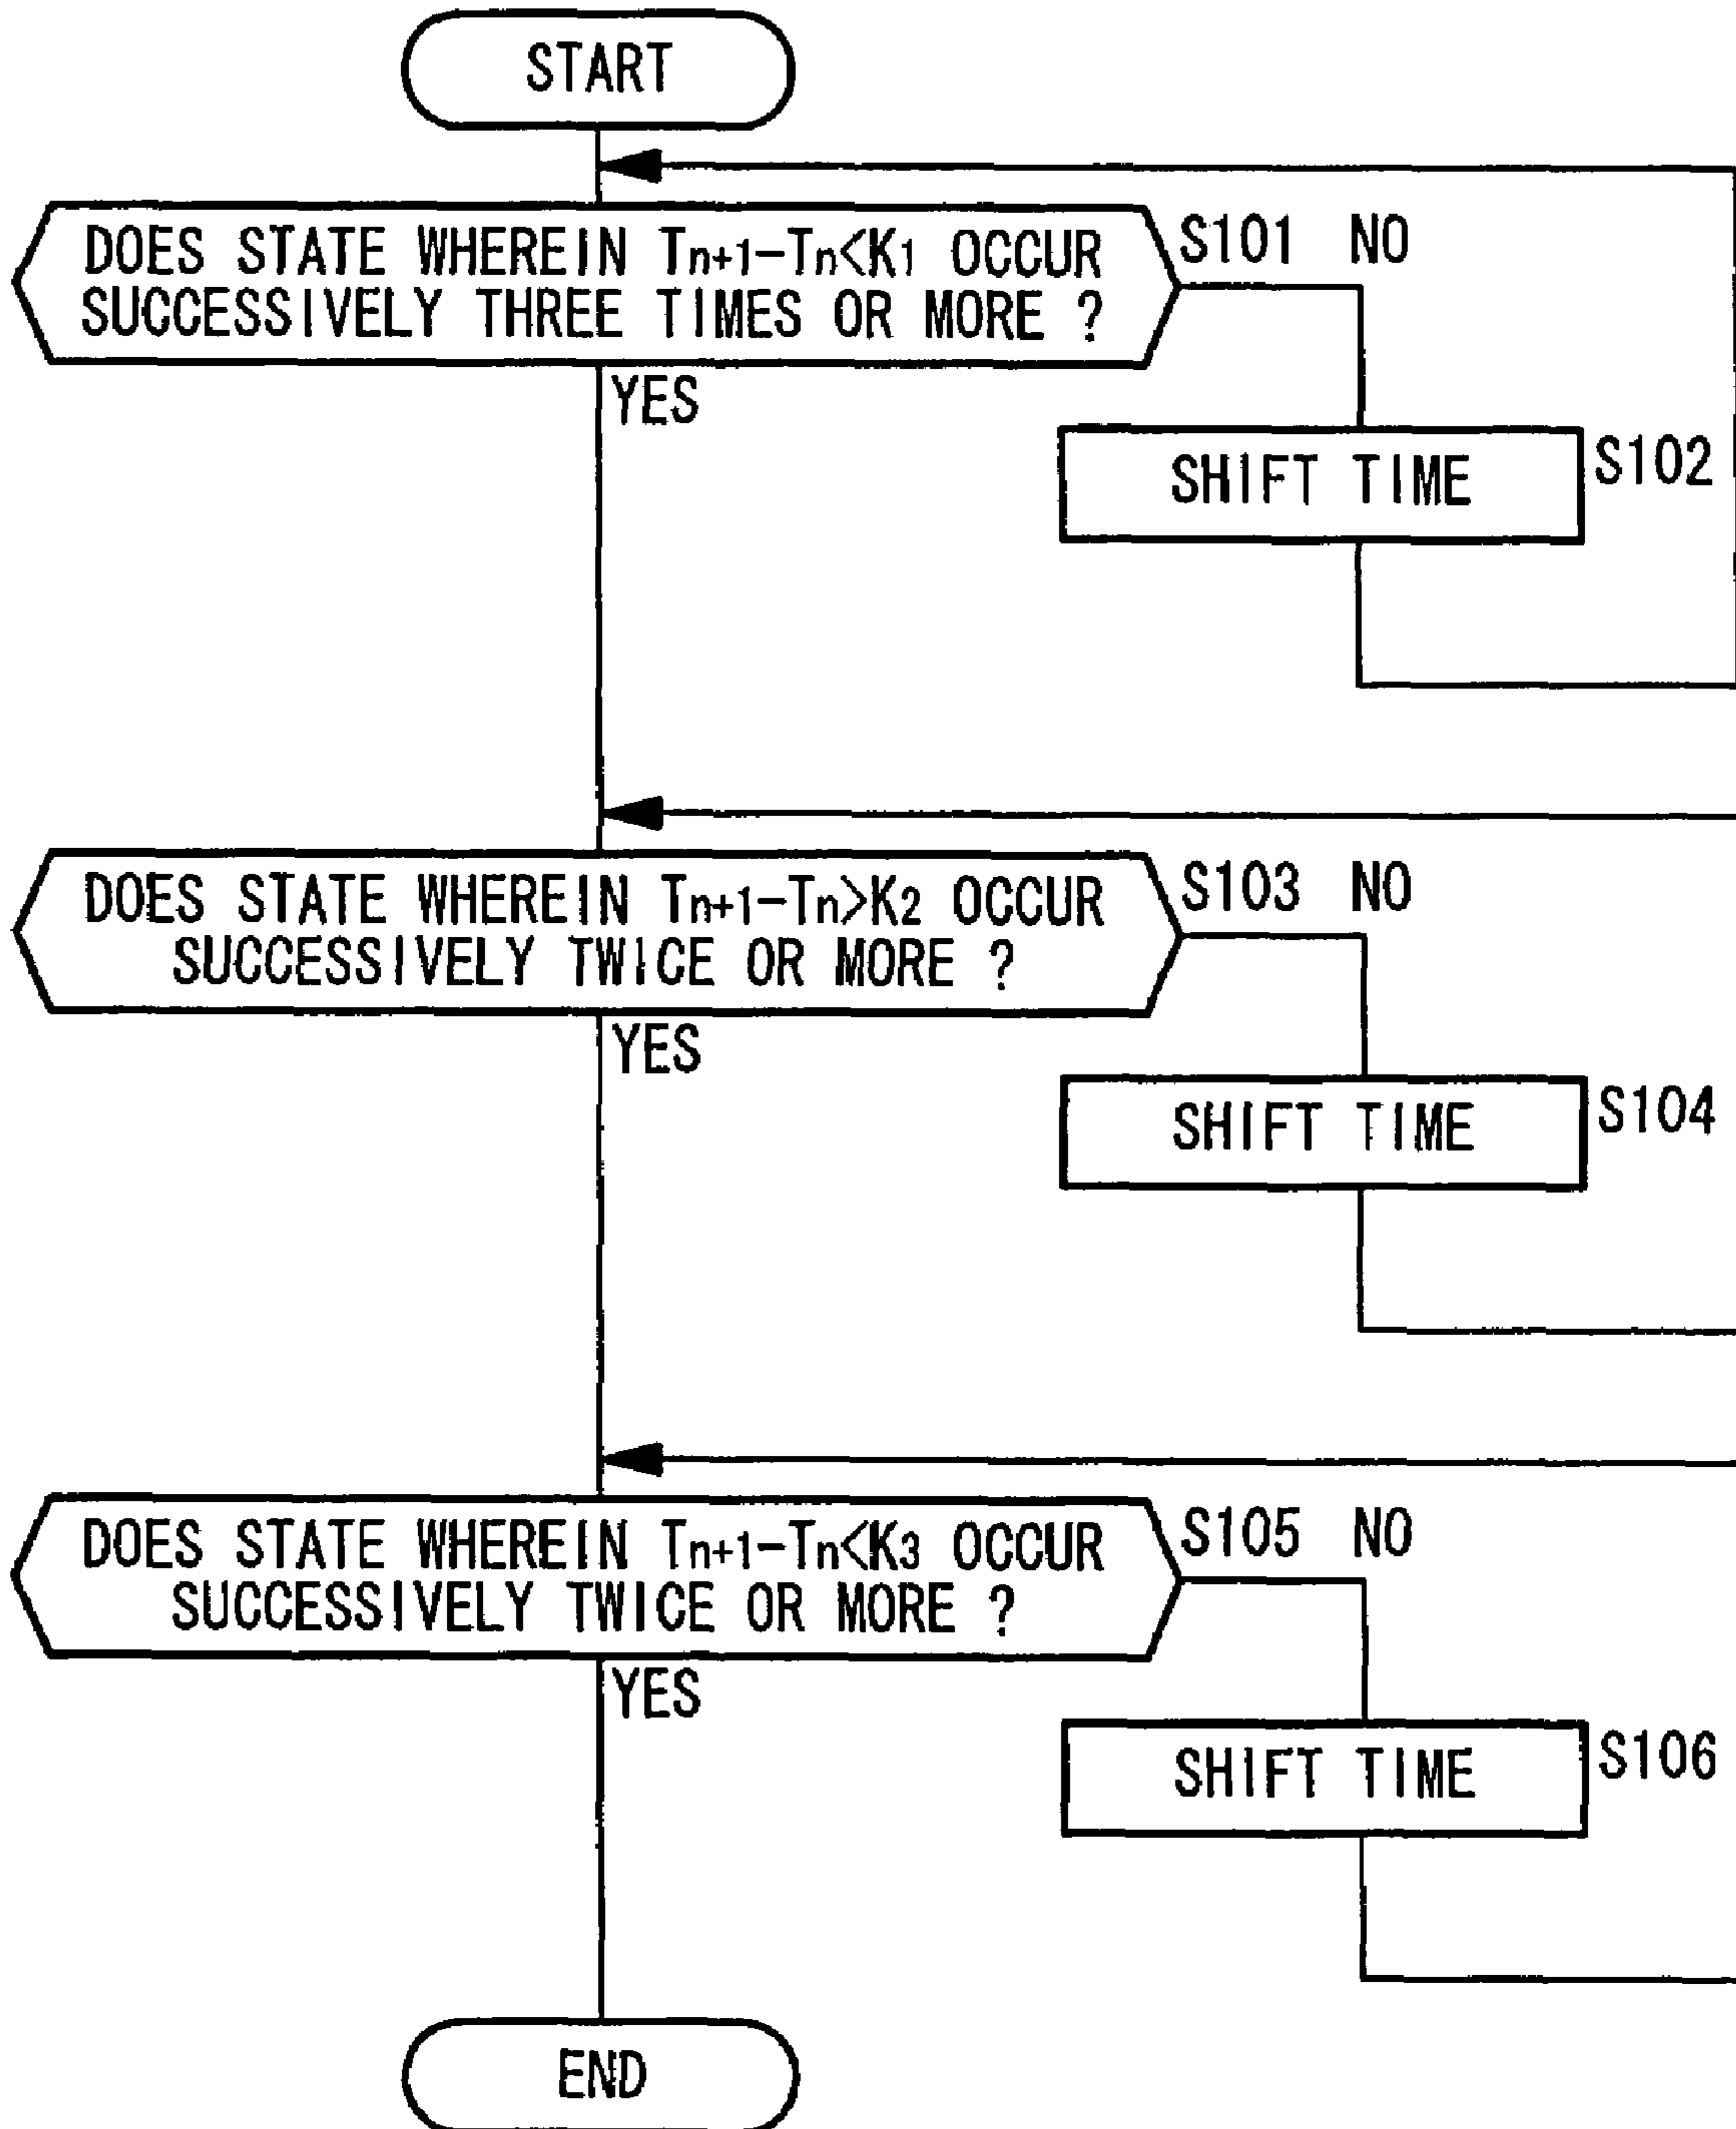 START
DOES STATE WHEREIN Tn+1-Tn<K1 OCCUR
SUCCESSIVELY THREE TIMES OR MORE ?
S101 NO
YES
SHIFT TIME
S102
DOES STATE WHEREIN Tn+1-Tn>K2 OCCUR
SUCCESSIVELY TWICE OR MORE ?
S103 NO
YES
SHIFT TIME
S104
DOES STATE WHEREIN Tn+1-Tn<K3 OCCUR
SUCCESSIVELY TWICE OR MORE ?
S105 NO
YES
SHIFT TIME
S106
END